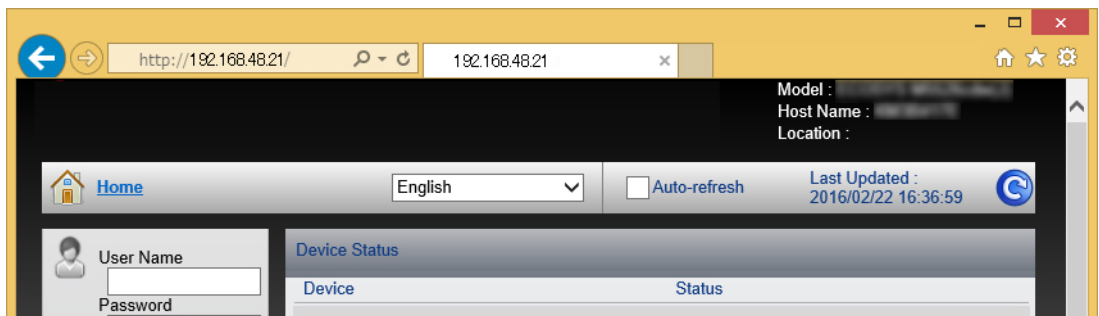 http://192.168.48.21/
192.168.48.21
Model :
Host Name :
Location :
Home
English
Auto-refresh
Last Updated :
2016/02/22 16:36:59
User Name
Device Status
Device Status
Password